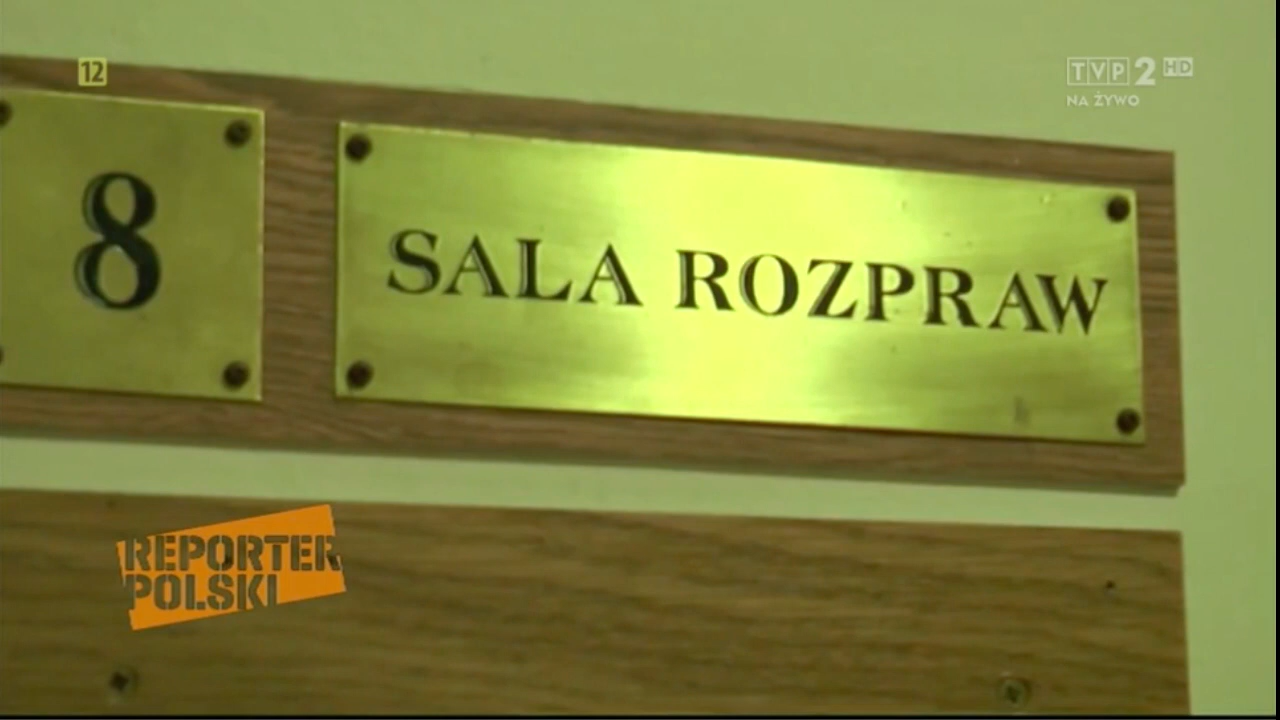 12
TVP 2 HD
NA ŻYWO
8
SALA ROZPRAW
REPORTER
POLSKI